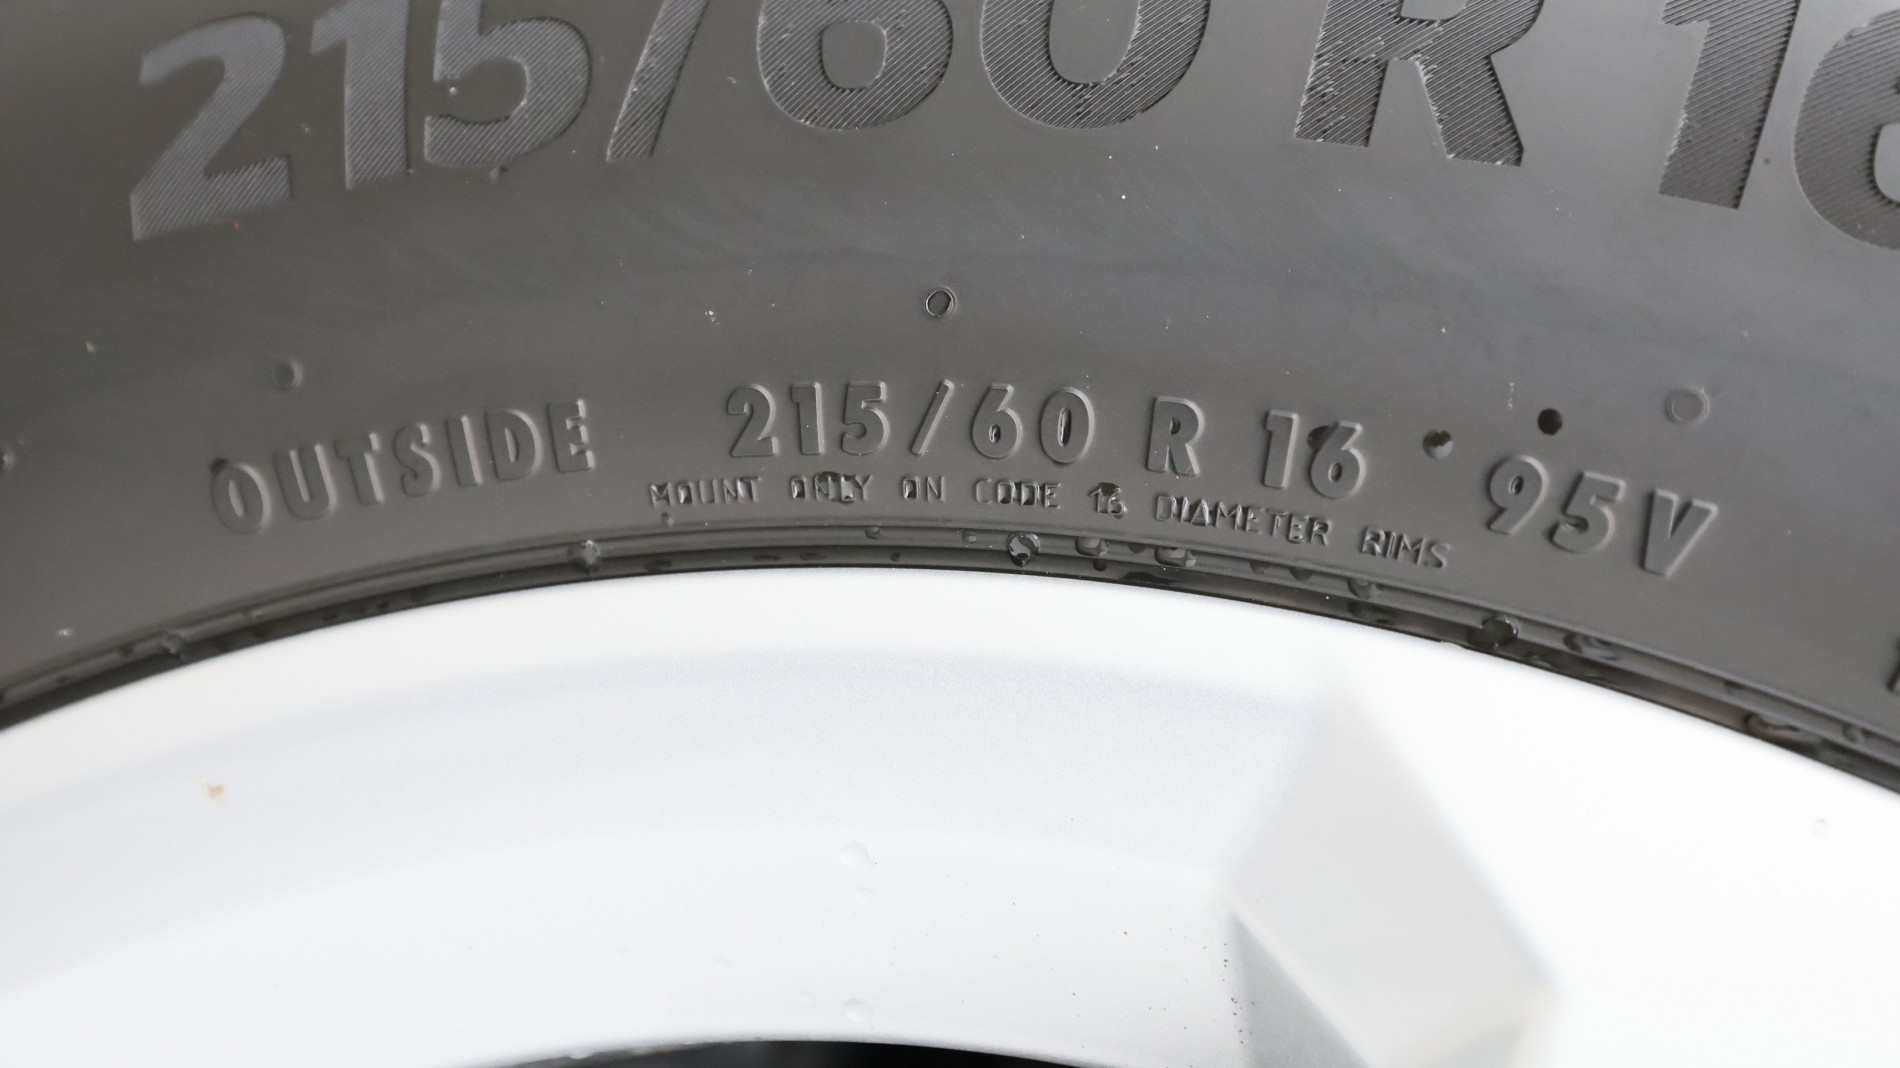 215/60 R 16
OUTSIDE 215/60 R 16 95V
MOUNT ONLY ON CODE 16 DIAMETER RIMS